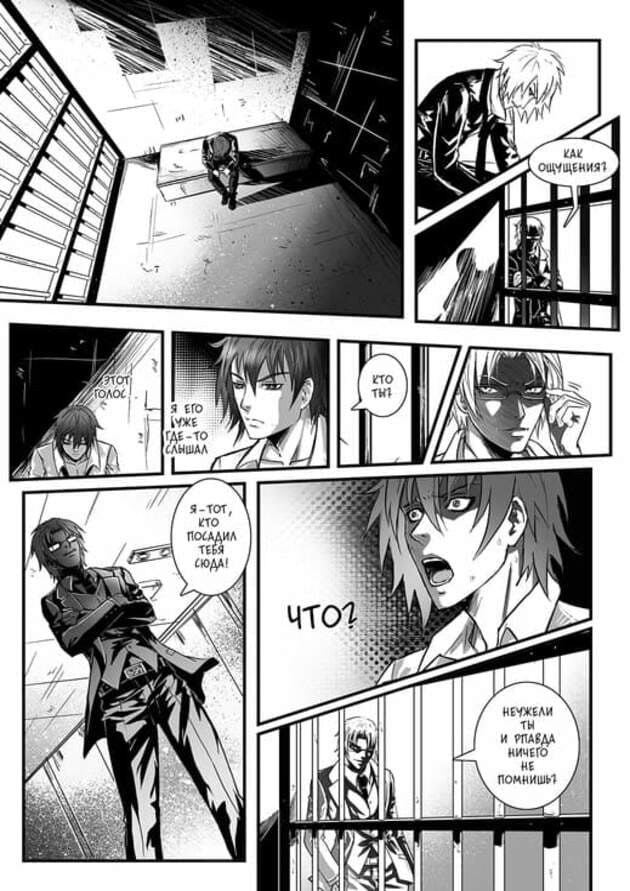 КАК
ОЩУЩЕНИЯ?
ЭТОТ
ГОЛОС
Я ЕГО
УЖЕ
ГДЕ-ТО
СЛЫШАЛ
КТО
ТЫ?
Я-ТОТ,
КТО
ПОСАДИЛ
ТЕБЯ
СЮДА!
ЧТО?
НЕУЖЕЛИ
ТЫ
И РПАВДА
НИЧЕГО
НЕ
ПОМНИШЬ?